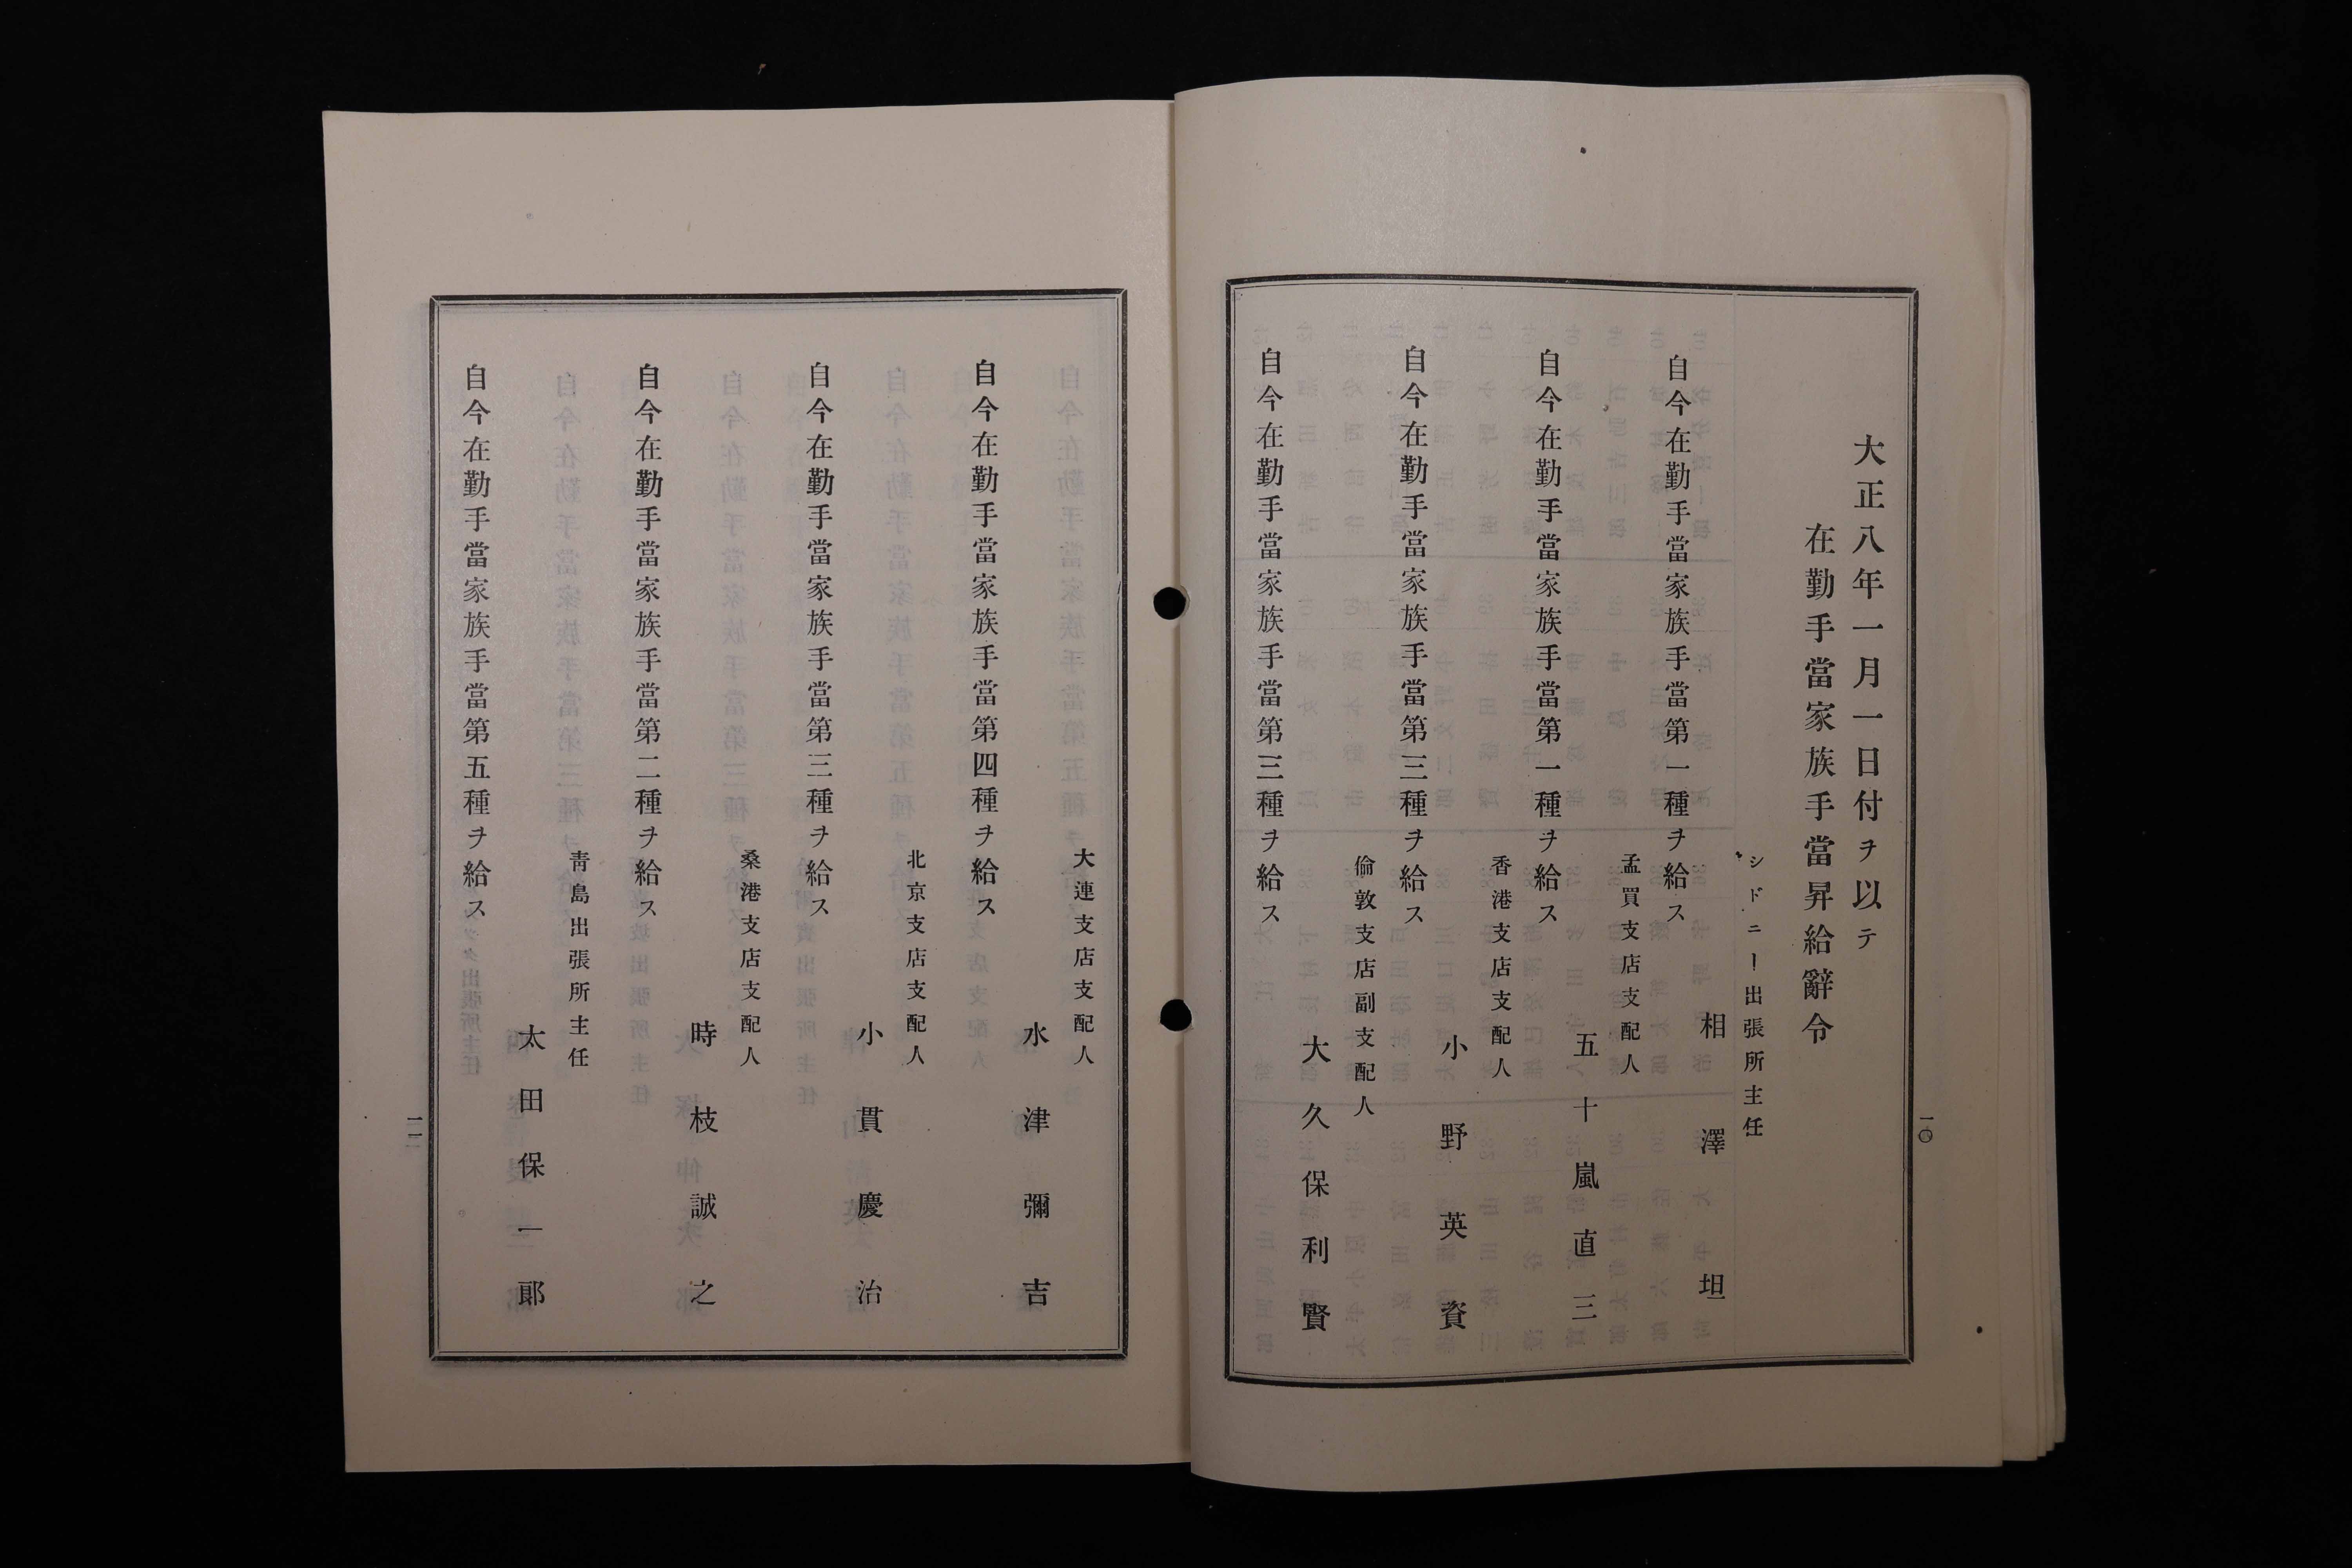 大正八年一月一日付ヲ以テ
在勤手當家族手當昇給辭令
シドニー出張所主任
相澤坦
自今在勤手當家族手當第一種ヲ給ス
孟買支店支配人
五十嵐直三
自今在勤手當家族手當第一種ヲ給ス
香港支店支配人
小野英資
自今在勤手當家族手當第三種ヲ給ス
倫敦支店副支配人
大久保利賢
自今在勤手當家族手當第三種ヲ給ス
一〇
大連支店支配人
水津彌吉
自今在勤手當家族手當第四種ヲ給ス
北京支店支配人
小貫慶治
自今在勤手當家族手當第三種ヲ給ス
桑港支店支配人
時枝誠之
自今在勤手當家族手當第二種ヲ給ス
靑島出張所主任
太田保一郞
自今在勤手當家族手當第五種ヲ給ス
一一